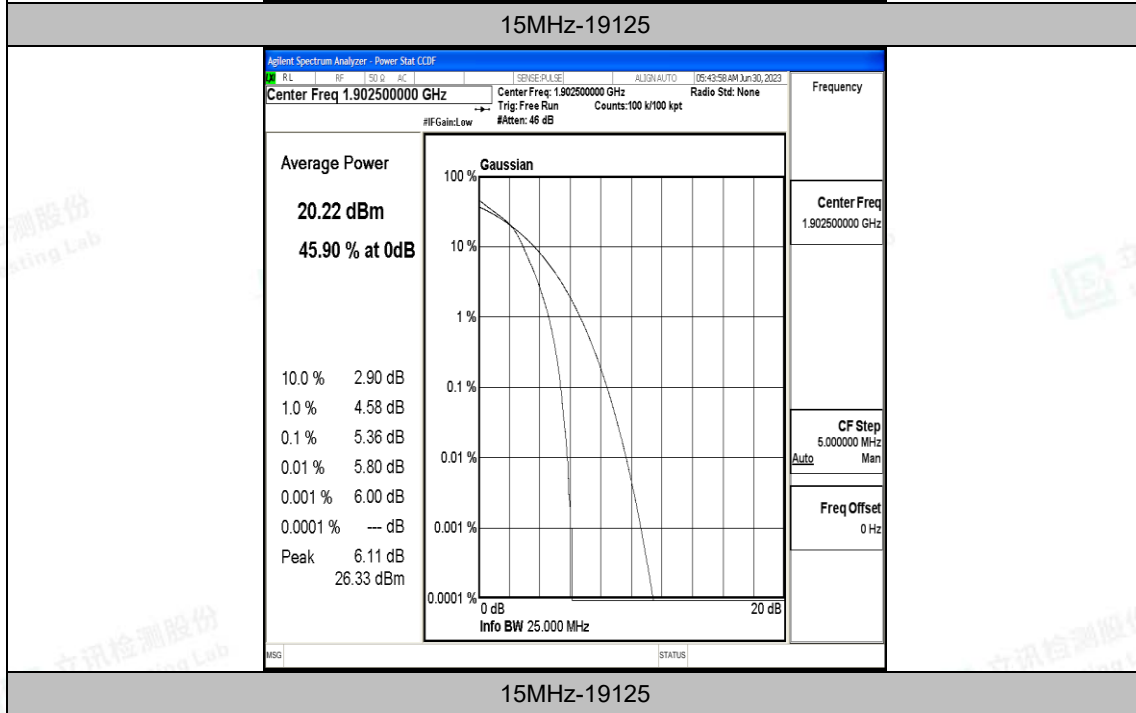 15MHz-19125
Agilent Spectrum Analyzer - Power Stat CCDF
RL RF 50 Ω AC SENSE:PULSE ALIGN AUTO 05:43:58 AM Jun 30, 2023
Center Freq 1.902500000 GHz
Center Freq: 1.902500000 GHz Radio Std: None
Trig: Free Run Counts:100 k/100 kpt
#IFGain:Low #Atten: 46 dB
Frequency
Average Power
20.22 dBm
45.90 % at 0dB
10.0 % 2.90 dB
1.0 % 4.58 dB
0.1 % 5.36 dB
0.01 % 5.80 dB
0.001 % 6.00 dB
0.0001 % --- dB
Peak 6.11 dB
26.33 dBm
Gaussian
100 %
10 %
1 %
0.1 %
0.01 %
0.001 %
0.0001 %
0 dB 20 dB
Info BW 25.000 MHz
Center Freq
1.902500000 GHz
CF Step
5.000000 MHz
Auto Man
Freq Offset
0 Hz
MSG STATUS
15MHz-19125
立讯检测股份